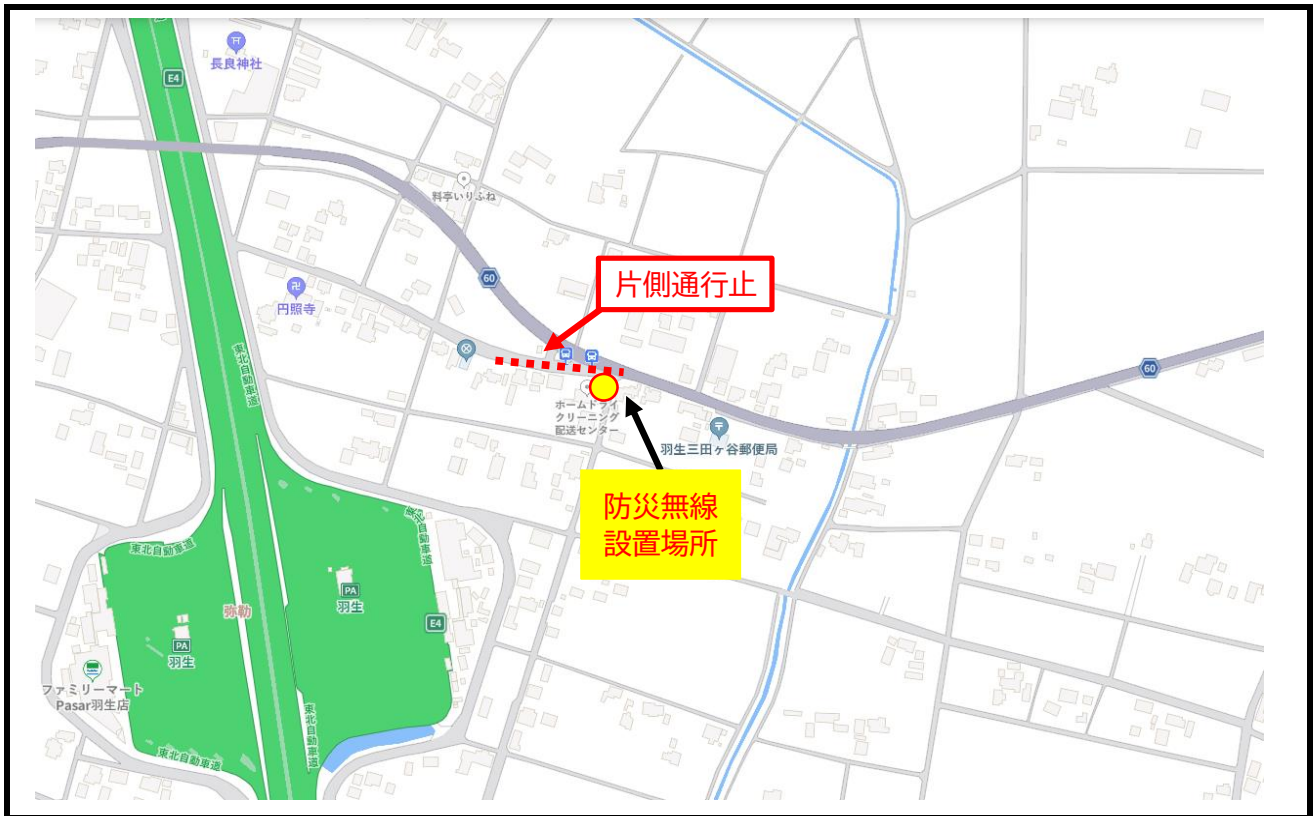 長良神社
E4
料亭いりふね
60
片側通行止
円照寺
東北自動車道
60
ホームドライ
クリーニング
配送センター
羽生三田ヶ谷郵便局
防災無線
設置場所
東北自動車道
東北自動車道
PA
羽生
弥勒
E4
PA
羽生
ファミリーマート
Pasar羽生店
東北自動車道
東北自動車道